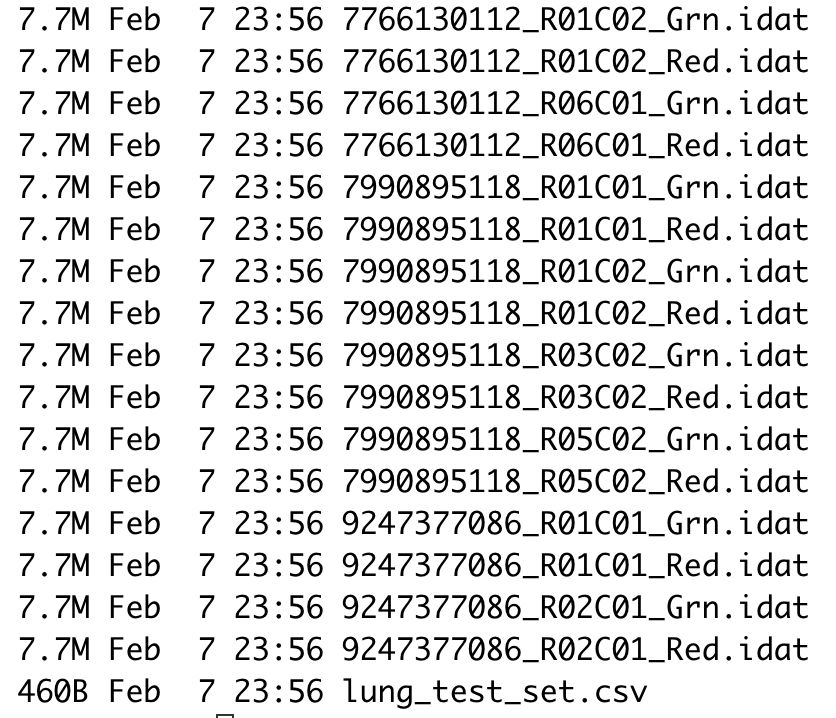 7.7M Feb  7 23:56 7766130112_R01C02_Grn.idat
7.7M Feb  7 23:56 7766130112_R01C02_Red.idat
7.7M Feb  7 23:56 7766130112_R06C01_Grn.idat
7.7M Feb  7 23:56 7766130112_R06C01_Red.idat
7.7M Feb  7 23:56 7990895118_R01C01_Grn.idat
7.7M Feb  7 23:56 7990895118_R01C01_Red.idat
7.7M Feb  7 23:56 7990895118_R01C02_Grn.idat
7.7M Feb  7 23:56 7990895118_R01C02_Red.idat
7.7M Feb  7 23:56 7990895118_R03C02_Grn.idat
7.7M Feb  7 23:56 7990895118_R03C02_Red.idat
7.7M Feb  7 23:56 7990895118_R05C02_Grn.idat
7.7M Feb  7 23:56 7990895118_R05C02_Red.idat
7.7M Feb  7 23:56 9247377086_R01C01_Grn.idat
7.7M Feb  7 23:56 9247377086_R01C01_Red.idat
7.7M Feb  7 23:56 9247377086_R02C01_Grn.idat
7.7M Feb  7 23:56 9247377086_R02C01_Red.idat
460B Feb  7 23:56 lung_test_set.csv